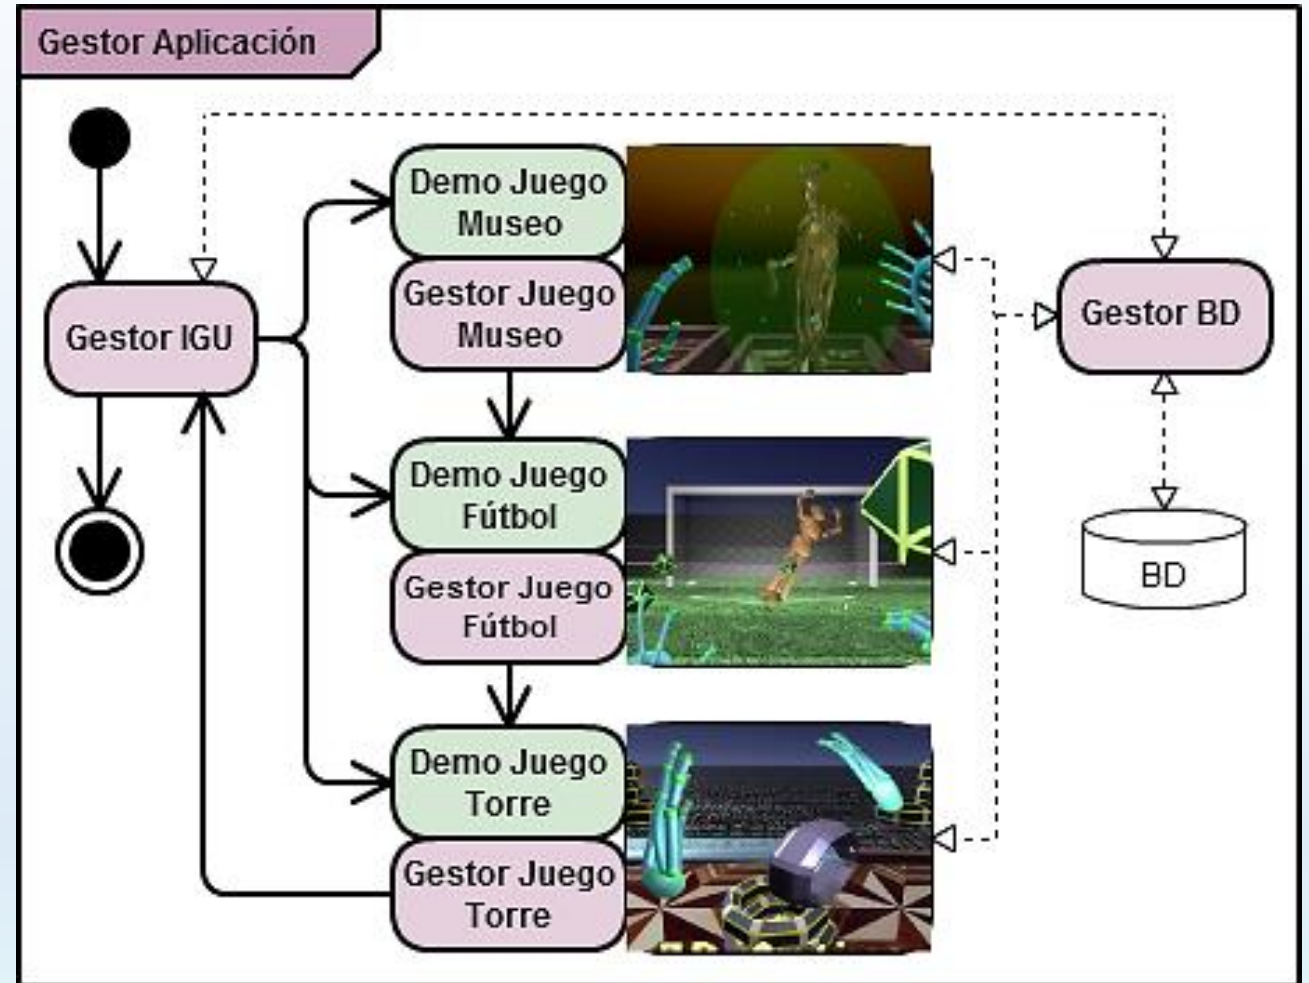 Gestor Aplicación
Demo Juego
Museo
Gestor Juego
Museo
Gestor IGU
Gestor BD
Demo Juego
Fútbol
Gestor Juego
Fútbol
BD
Demo Juego
Torre
Gestor Juego
Torre